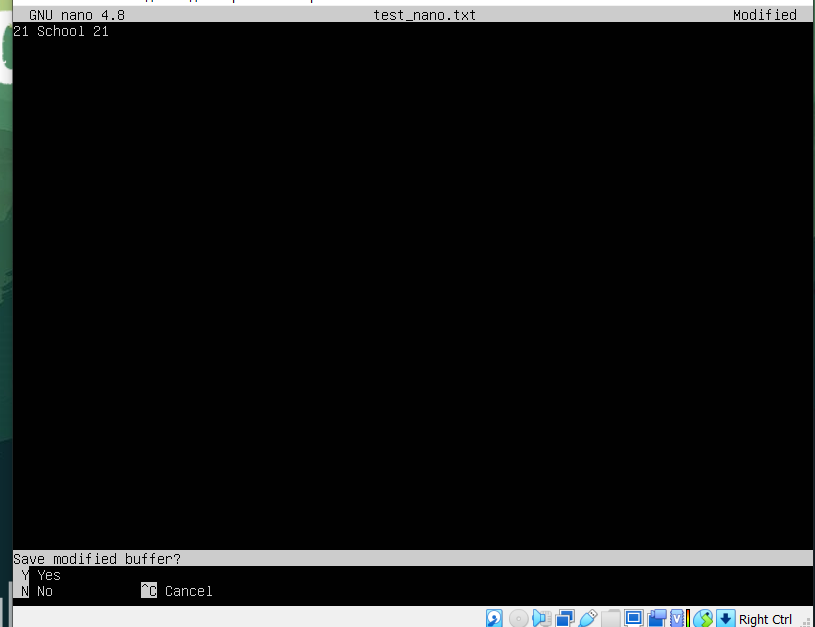 GNU nano 4.8 test_nano.txt Modified
21 School 21
Save modified buffer?
Y Yes
N No ^C Cancel
Right Ctrl